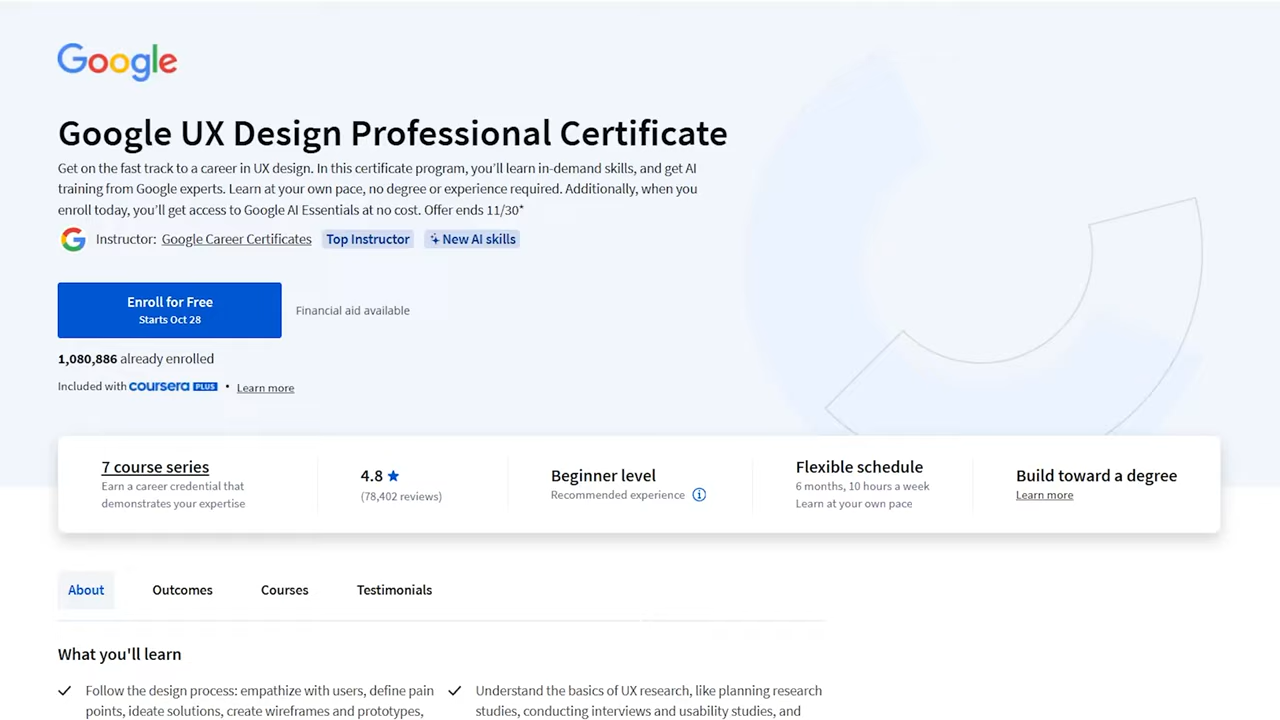 Google
Google UX Design Professional Certificate
Get on the fast track to a career in UX design. In this certificate program, you'll learn in-demand skills, and get AI
training from Google experts. Learn at your own pace, no degree or experience required. Additionally, when you
enroll today, you'll get access to Google AI Essentials at no cost. Offer ends 11/30*
G Instructor: Google Career Certificates Top Instructor New AI skills
Enroll for Free
Starts Oct 28
Financial aid available
1,080,886 already enrolled
Included with coursera PLUS • Learn more
7 course series
Earn a career credential that
demonstrates your expertise
4.8 ★
(78,402 reviews)
Beginner level
Recommended experience
Flexible schedule
6 months, 10 hours a week
Learn at your own pace
Build toward a degree
Learn more
About Outcomes Courses Testimonials
What you'll learn
Follow the design process: empathize with users, define pain
points, ideate solutions, create wireframes and prototypes,
Understand the basics of UX research, like planning research
studies, conducting interviews and usability studies, and